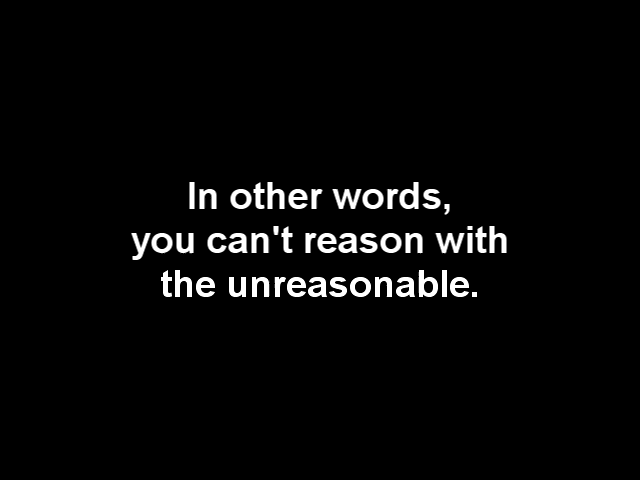 In other words,
you can't reason with
the unreasonable.